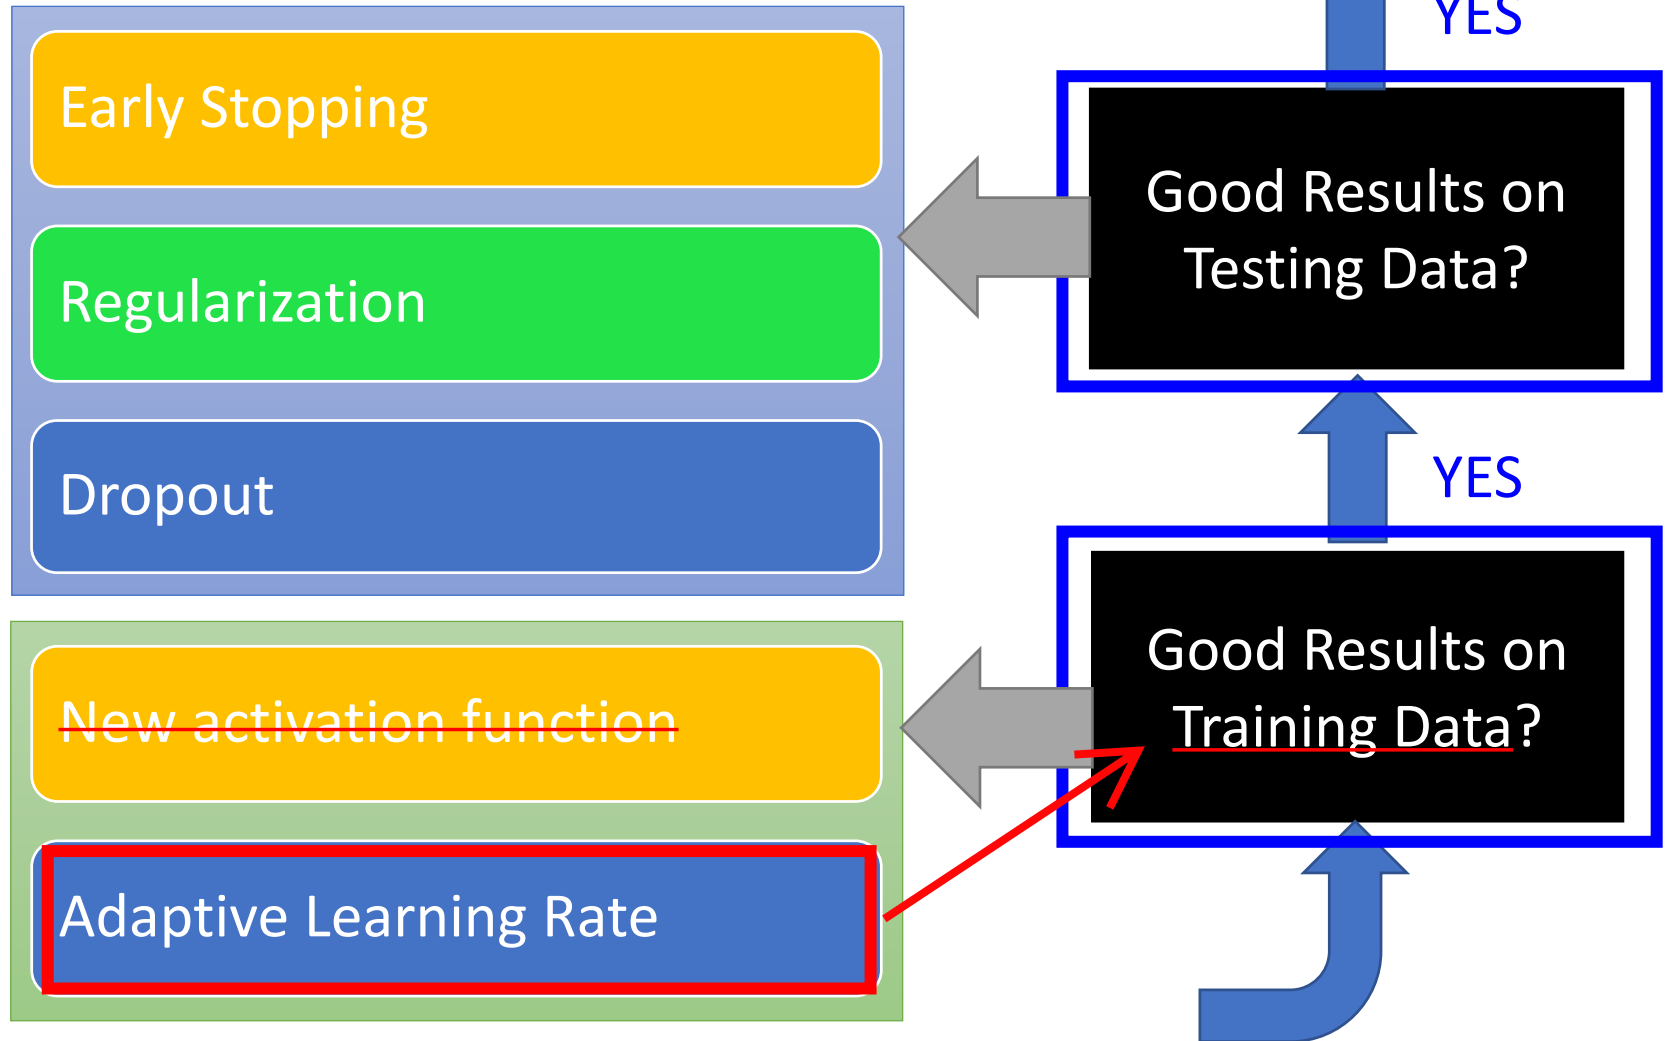 YES
Early Stopping
Good Results on
Testing Data?
Regularization
Dropout
YES
New activation function
Good Results on
Training Data?
Adaptive Learning Rate